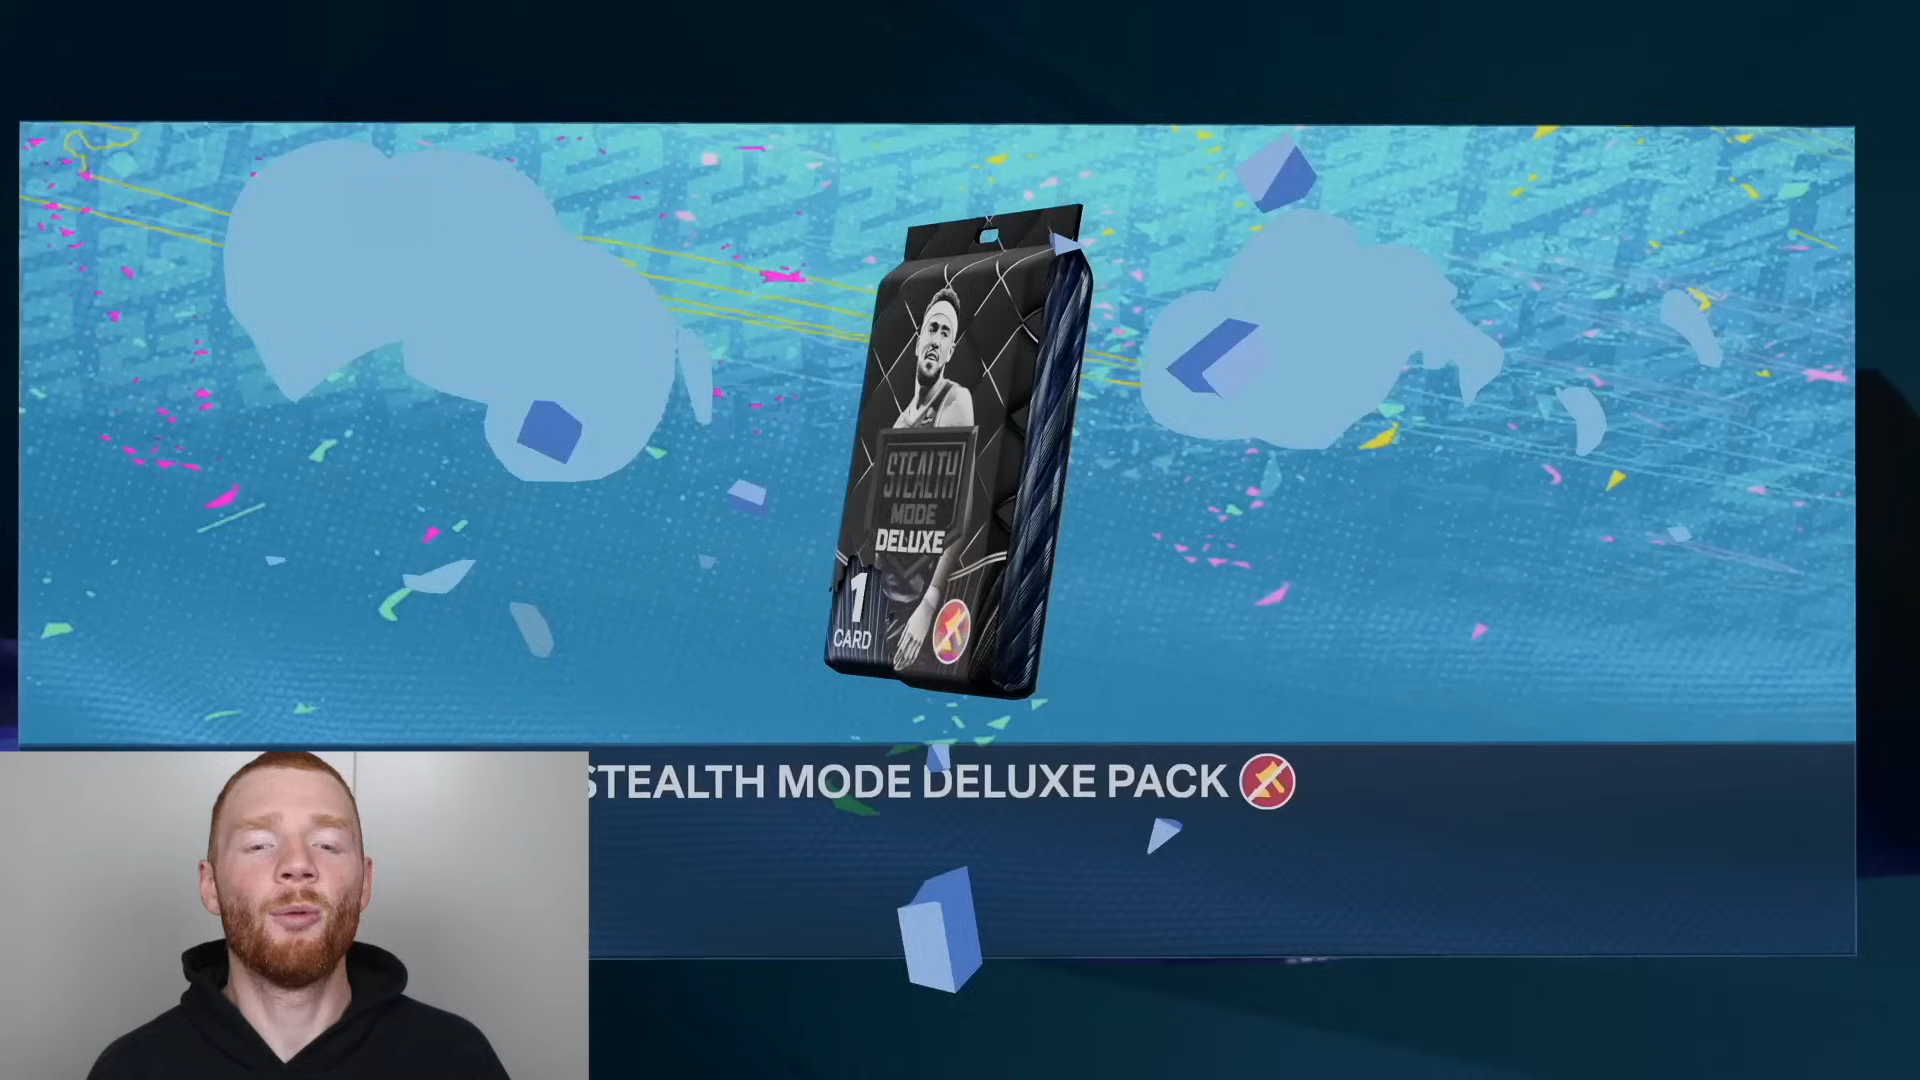 STEALTH
MODE
DELUXE
1
CARD
STEALTH MODE DELUXE PACK